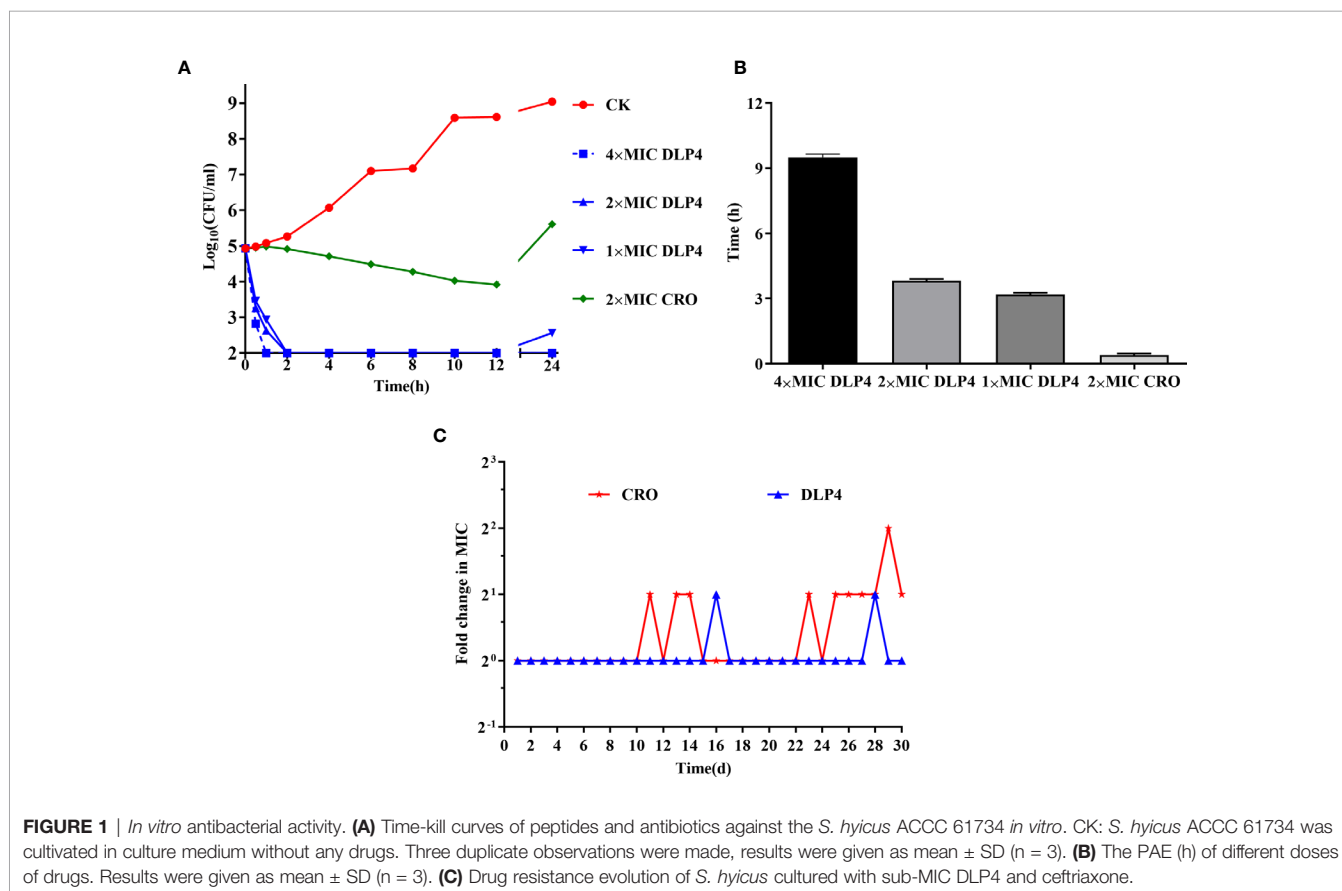 A
9
8
7
6
5
4
3
2
Log10(CFU/ml)
0 2 4 6 8 10 12 24
Time(h)
CK
4×MIC DLP4
2×MIC DLP4
1×MIC DLP4
2×MIC CRO
B
12
9
6
3
0
Time (h)
4×MIC DLP4 2×MIC DLP4 1×MIC DLP4 2×MIC CRO
C
2^3
2^2
2^1
2^0
2^-1
Fold change in MIC
CRO DLP4
0 2 4 6 8 10 12 14 16 18 20 22 24 26 28 30
Time(d)
FIGURE 1 | In vitro antibacterial activity. (A) Time-kill curves of peptides and antibiotics against the S. hyicus ACCC 61734 in vitro. CK: S. hyicus ACCC 61734 was
cultivated in culture medium without any drugs. Three duplicate observations were made, results were given as mean ± SD (n = 3). (B) The PAE (h) of different doses
of drugs. Results were given as mean ± SD (n = 3). (C) Drug resistance evolution of S. hyicus cultured with sub-MIC DLP4 and ceftriaxone.